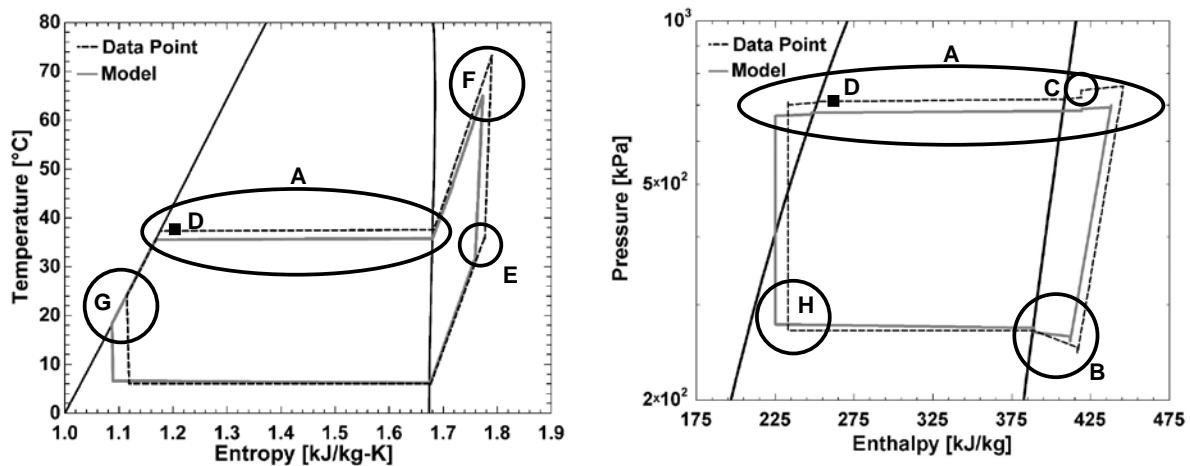 80
70
60
50
40
30
20
10
0
Temperature [°C]
Data Point
Model
F
A
D
E
G
1.0 1.1 1.2 1.3 1.4 1.5 1.6 1.7 1.8 1.9
Entropy [kJ/kg-K]
10³
5×10²
2×10²
Pressure [kPa]
Data Point
Model
A
C
D
H
B
175 225 275 325 375 425 475
Enthalpy [kJ/kg]